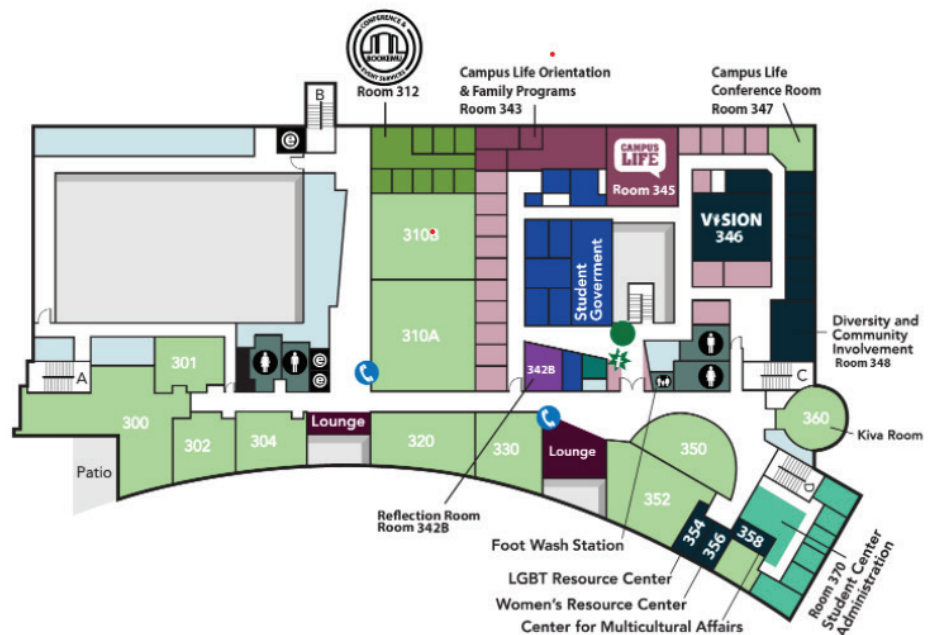 CONFERENCE &
BOOKEMU
EVENT SERVICES
Room 312
Campus Life Orientation
& Family Programs
Room 343
Campus Life
Conference Room
Room 347
B
e
CAMPUS
LIFE
Room 345
VISION
346
310B
Student
Goverment
310A
Diversity and
Community
Involvement
Room 348
301
A
e
e
342B
C
300
302
304
Lounge
320
330
Lounge
350
360
Kiva Room
352
Patio
D
Reflection Room
Room 342B
Foot Wash Station
354
356
358
LGBT Resource Center
Women's Resource Center
Center for Multicultural Affairs
Room 370
Student Center
Administration